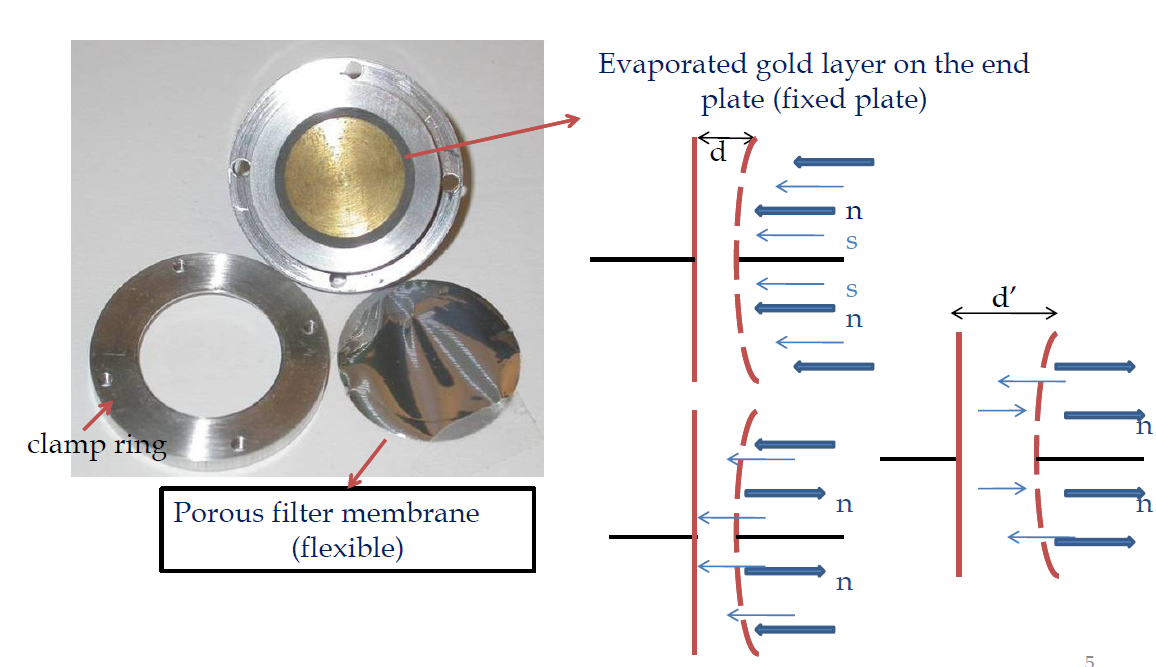 Evaporated gold layer on the end
plate (fixed plate)
d
n
s
s
n
d’
clamp ring
n
n
n
n
Porous filter membrane
(flexible)
5